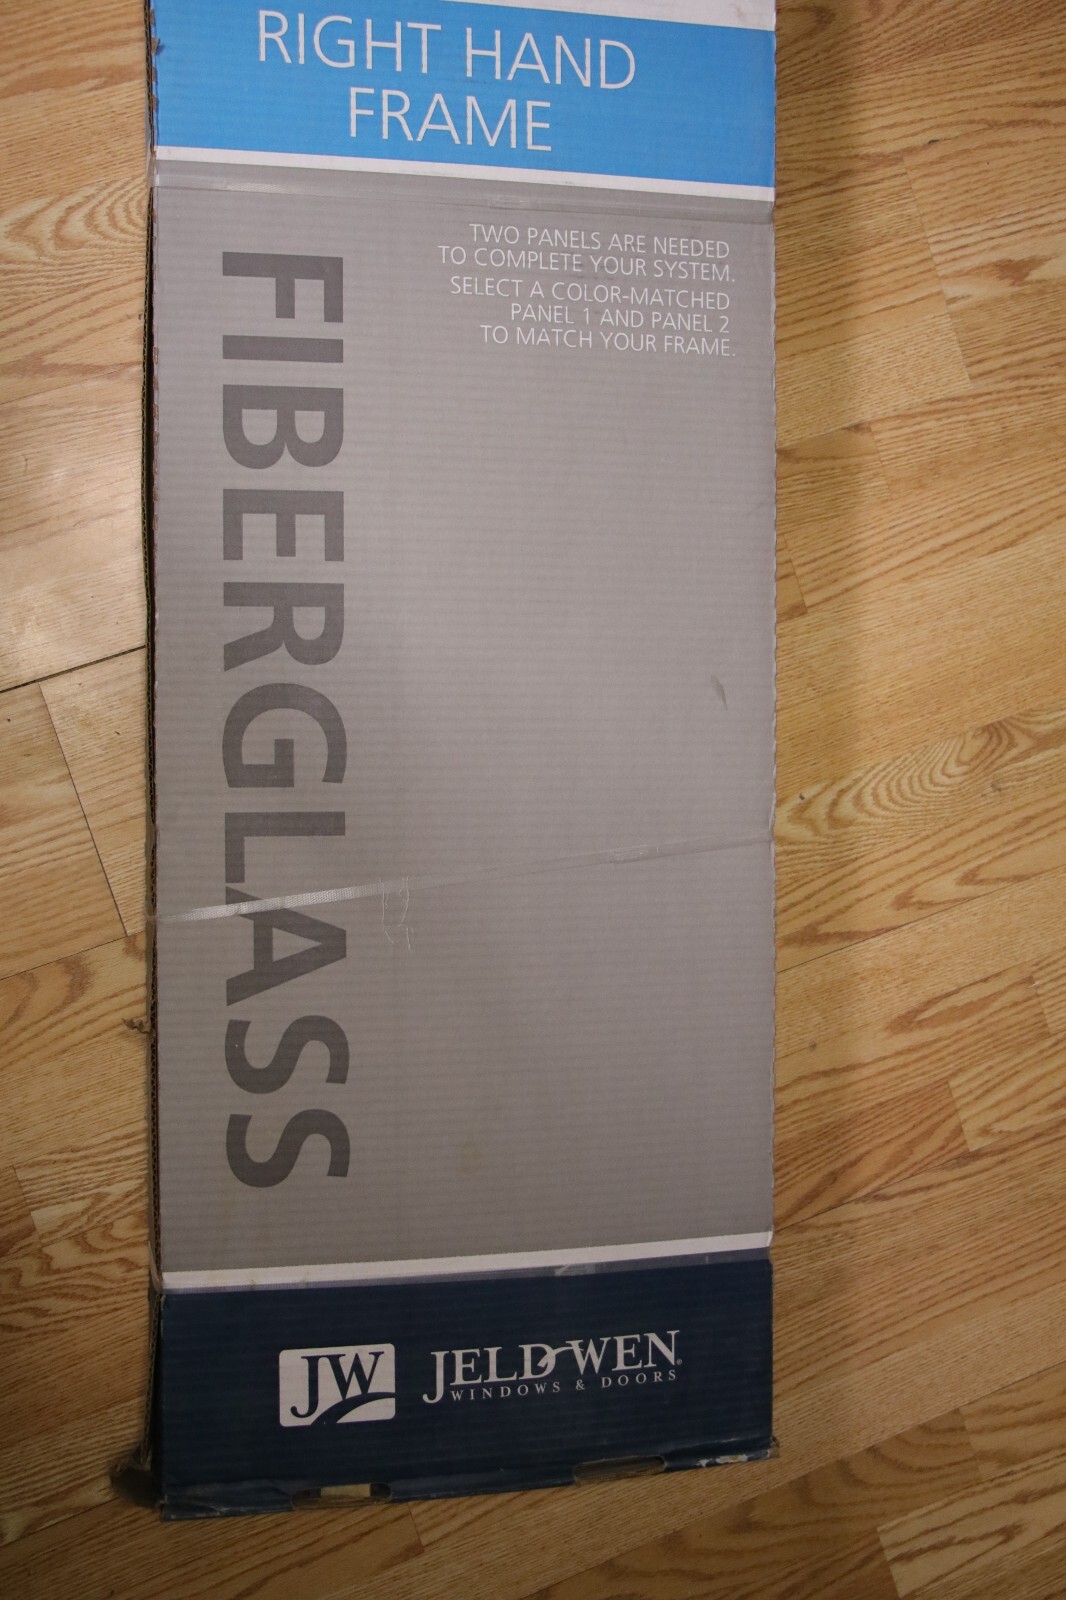 RIGHT HAND
FRAME
TWO PANELS ARE NEEDED
TO COMPLETE YOUR SYSTEM.
SELECT A COLOR-MATCHED
PANEL 1 AND PANEL 2
TO MATCH YOUR FRAME.
FIBERGLASS
JW
JELD-WEN®
WINDOWS & DOORS